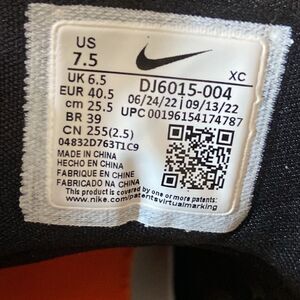 US
7.5
XC
UK 6.5
EUR 40.5
cm 25.5
BR 39
CN 255(2.5)
DJ6015-004
06/24/22 09/13/22
UPC 00196154174787
04832D763T1C9
MADE IN CHINA
HECHO EN CHINA
FABRIQUE EN CHINE
FABRICADO NA CHINA
This product is covered by one or more patents:
www.nike.com/patentsvirtualmarking